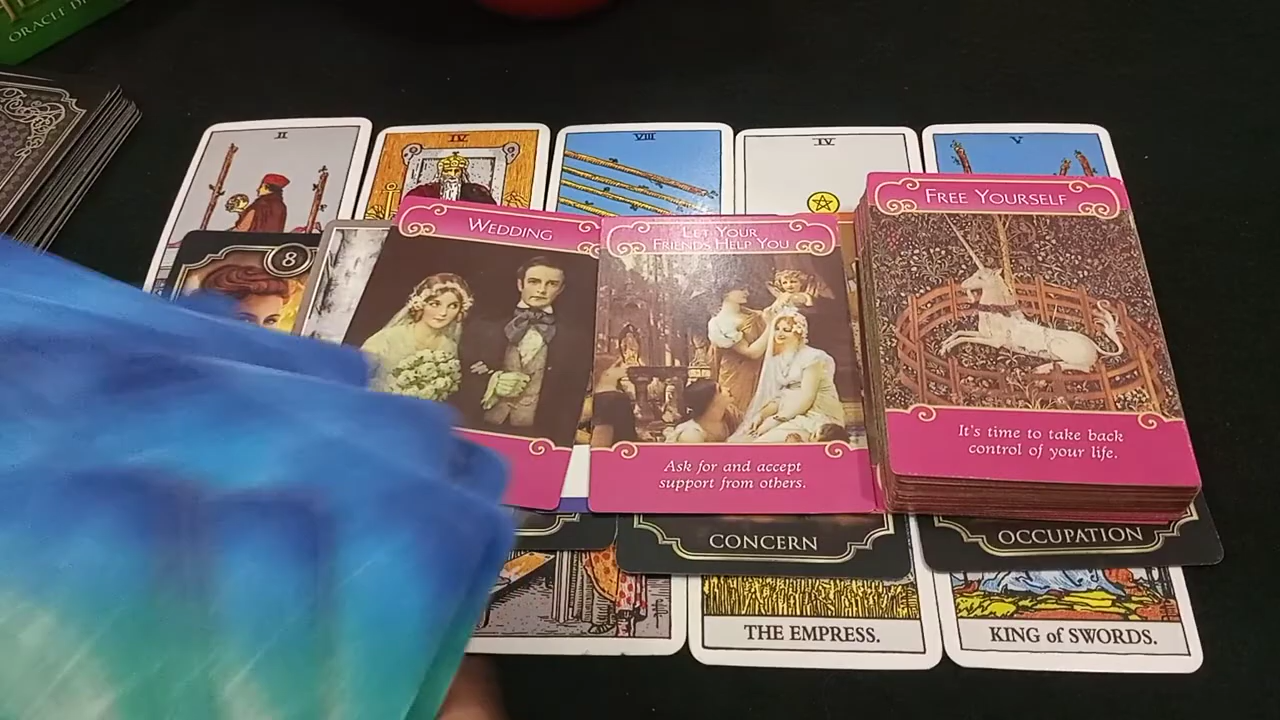 ORACLE
II
IV
VIII
IV
V
8
WEDDING
LET YOUR
FRIENDS HELP YOU
FREE YOURSELF
It's time to take back
control of your life.
Ask for and accept
support from others.
CONCERN
OCCUPATION
THE EMPRESS.
KING of SWORDS.